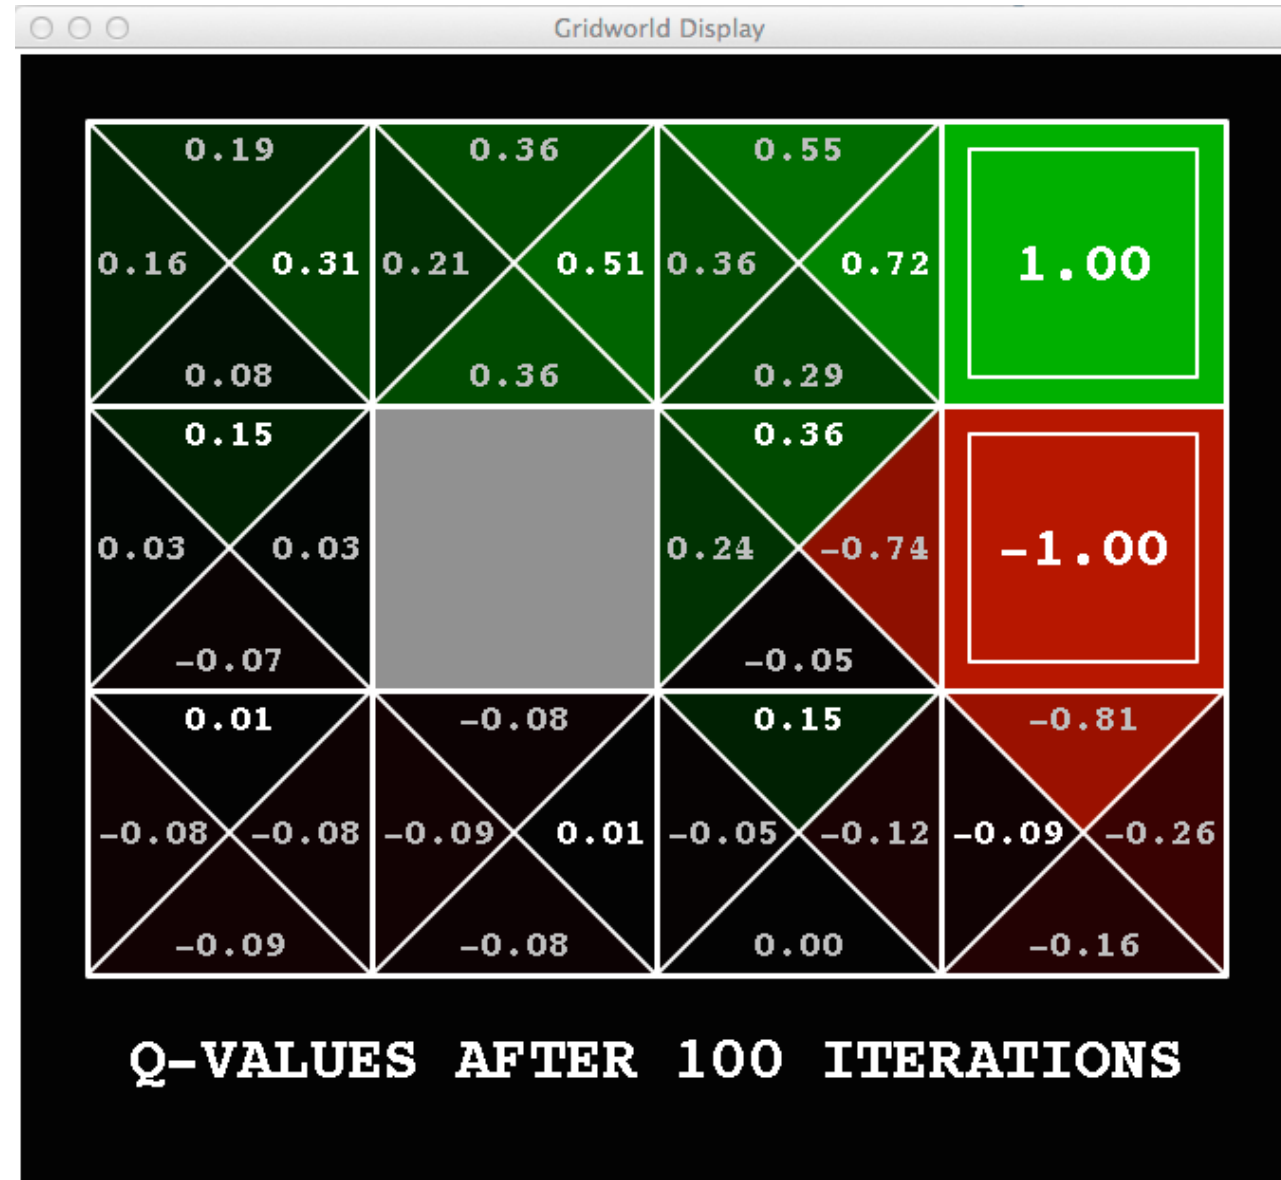 Gridworld Display
0.19 0.36 0.55
0.16 0.31 0.21 0.51 0.36 0.72 1.00
0.08 0.36 0.29
0.15 0.36
0.03 0.03 0.24 -0.74 -1.00
-0.07 -0.05
0.01 -0.08 0.15 -0.81
-0.08 -0.08 -0.09 0.01 -0.05 -0.12 -0.09 -0.26
-0.09 -0.08 0.00 -0.16
Q-VALUES AFTER 100 ITERATIONS